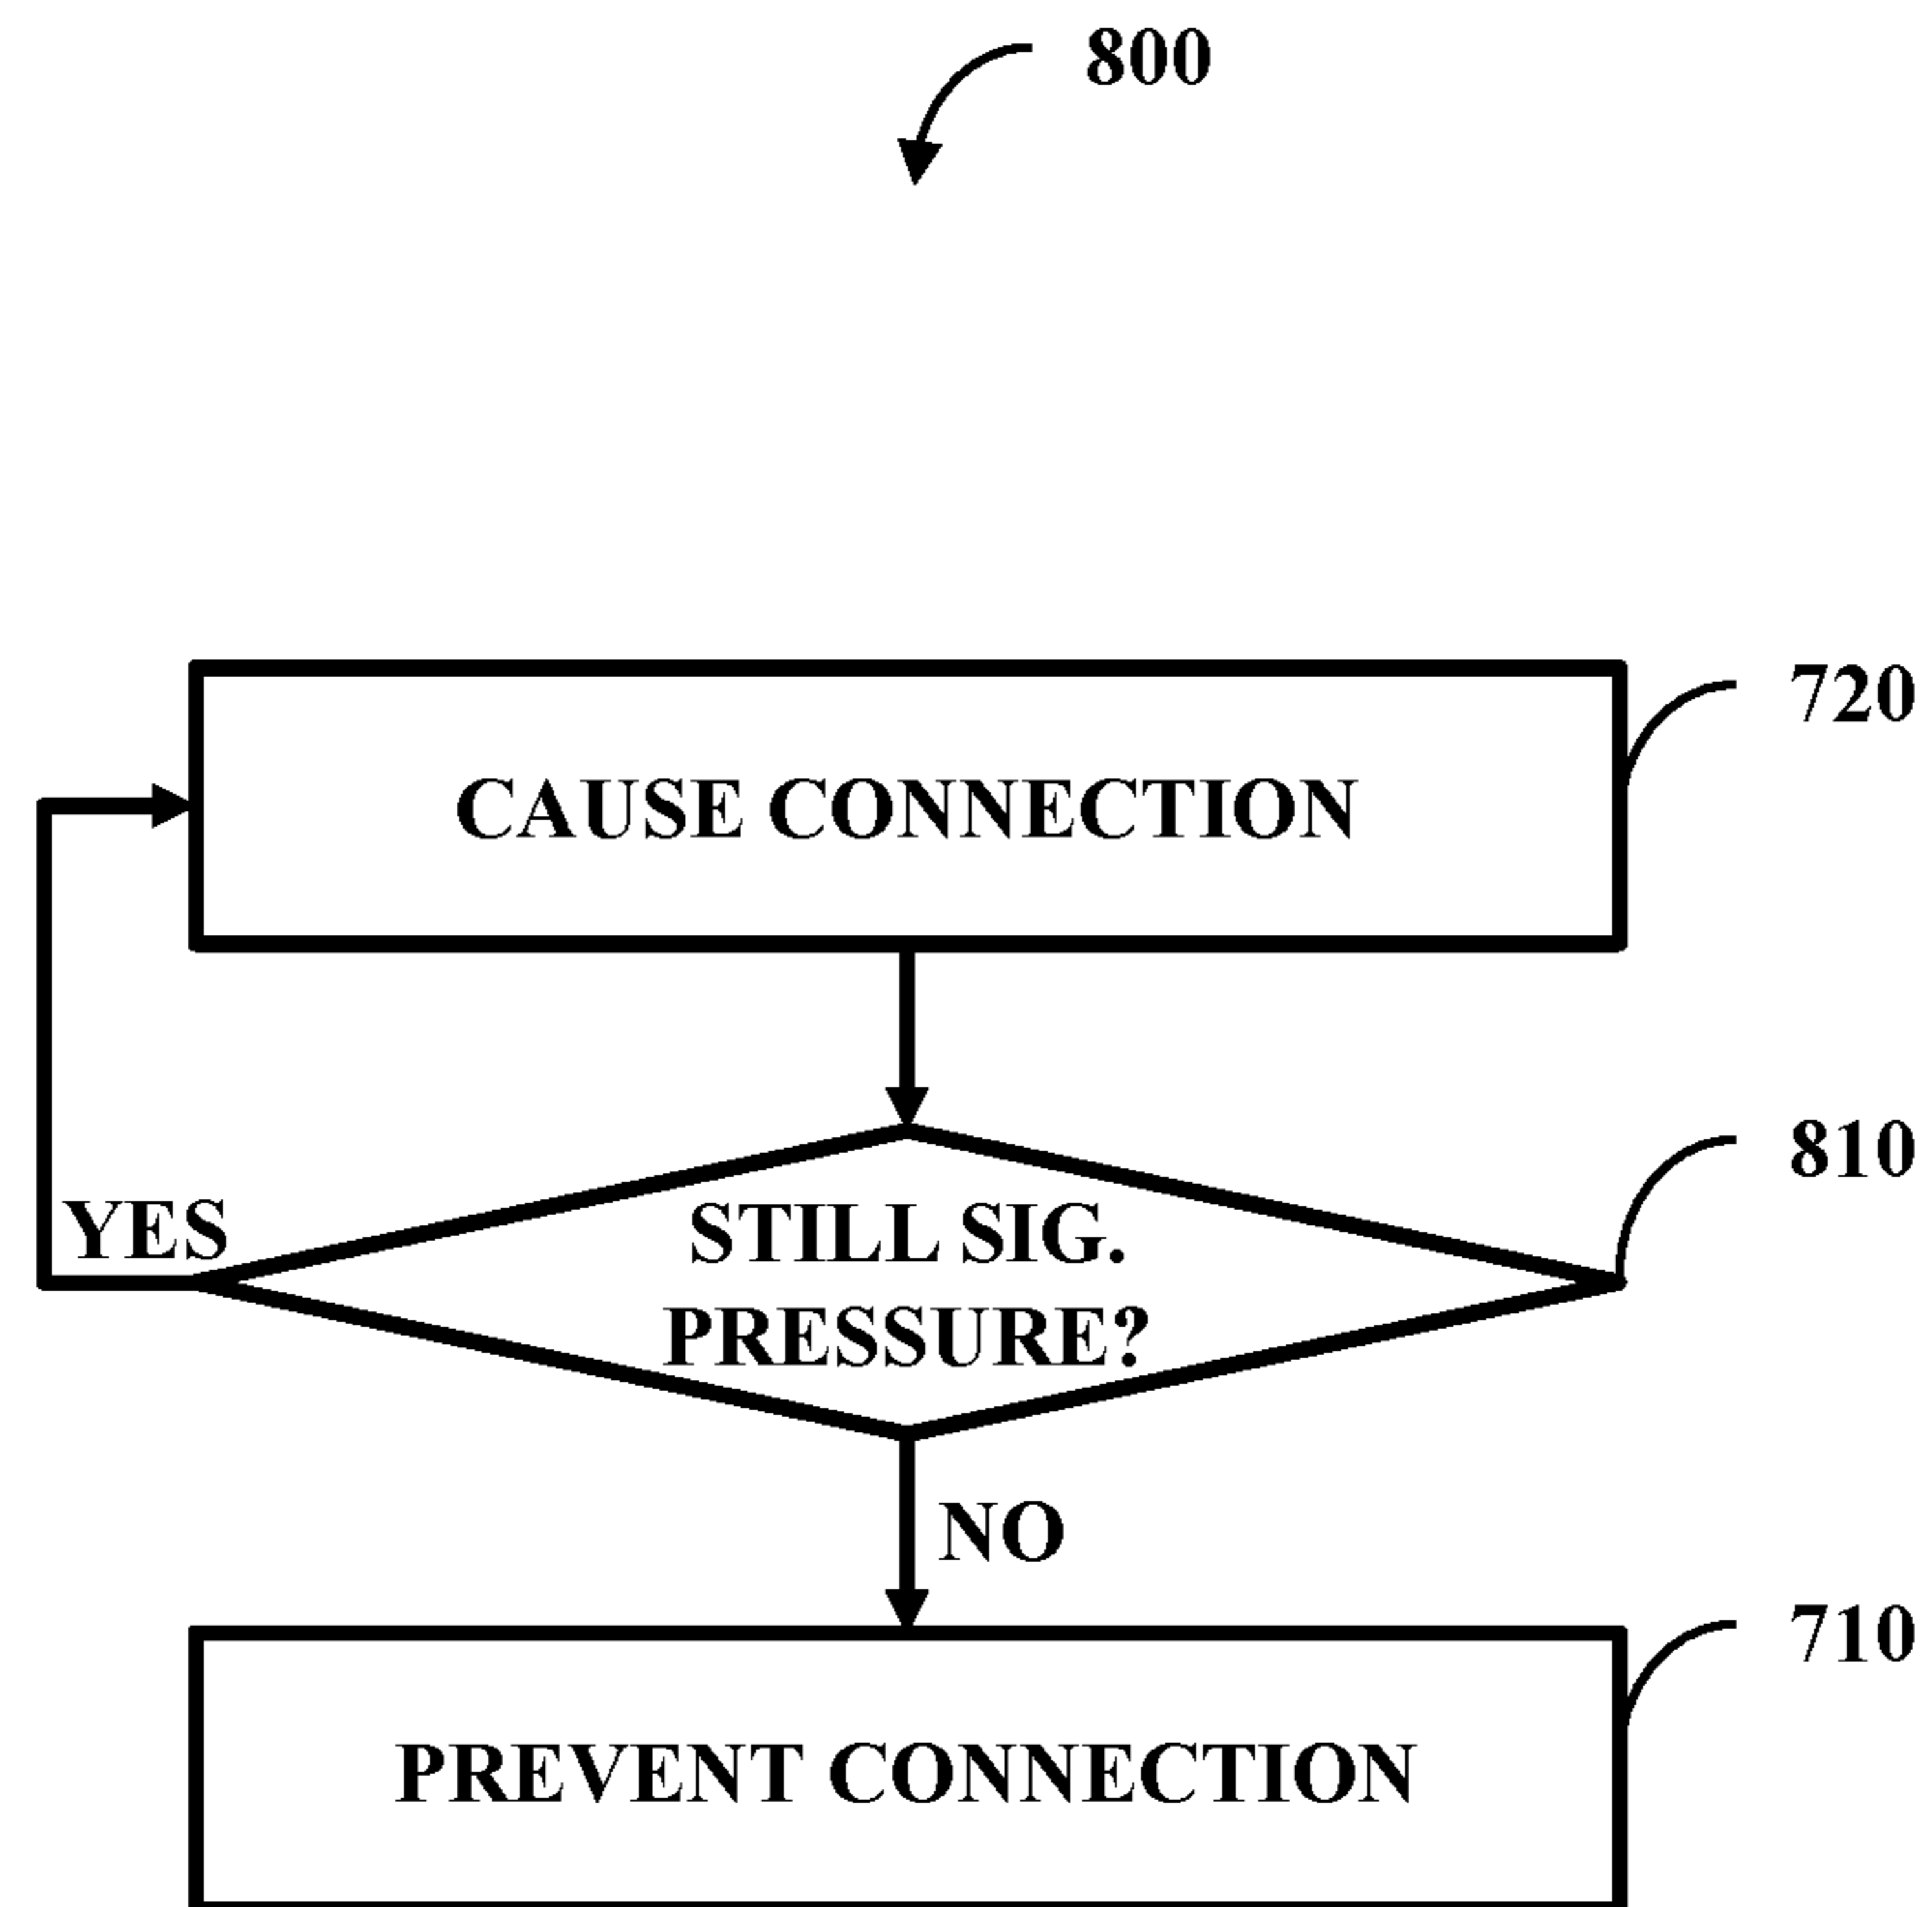 800
720
CAUSE CONNECTION
810
YES
STILL SIG.
PRESSURE?
NO
710
PREVENT CONNECTION